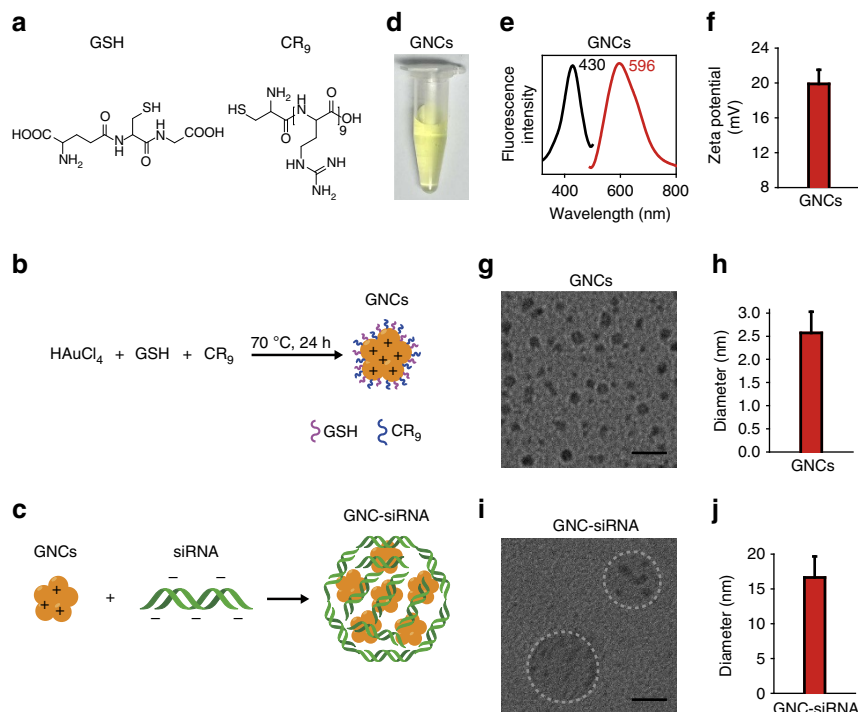 a
GSH
SH
HOOC
NH2
O
N
H
O
H
N
COOH
CR9
NH2
HS
O
H
N
O
9
OH
HN
NH
NH2
d
GNCs
e
GNCs
430
596
Fluorescence
intensity
400
600
800
Wavelength (nm)
f
24
20
16
12
8
Zeta potential
(mV)
GNCs
b
HAuCl4 + GSH + CR9
70 °C, 24 h
GNCs
+ + + + + +
GSH
CR9
g
GNCs
h
3.0
2.5
2.0
1.5
1.0
0.5
0.0
Diameter (nm)
GNCs
c
GNCs
+ + +
+
siRNA
– – – – –
GNC-siRNA
i
GNC-siRNA
j
20
15
10
5
0
Diameter (nm)
GNC-siRNA